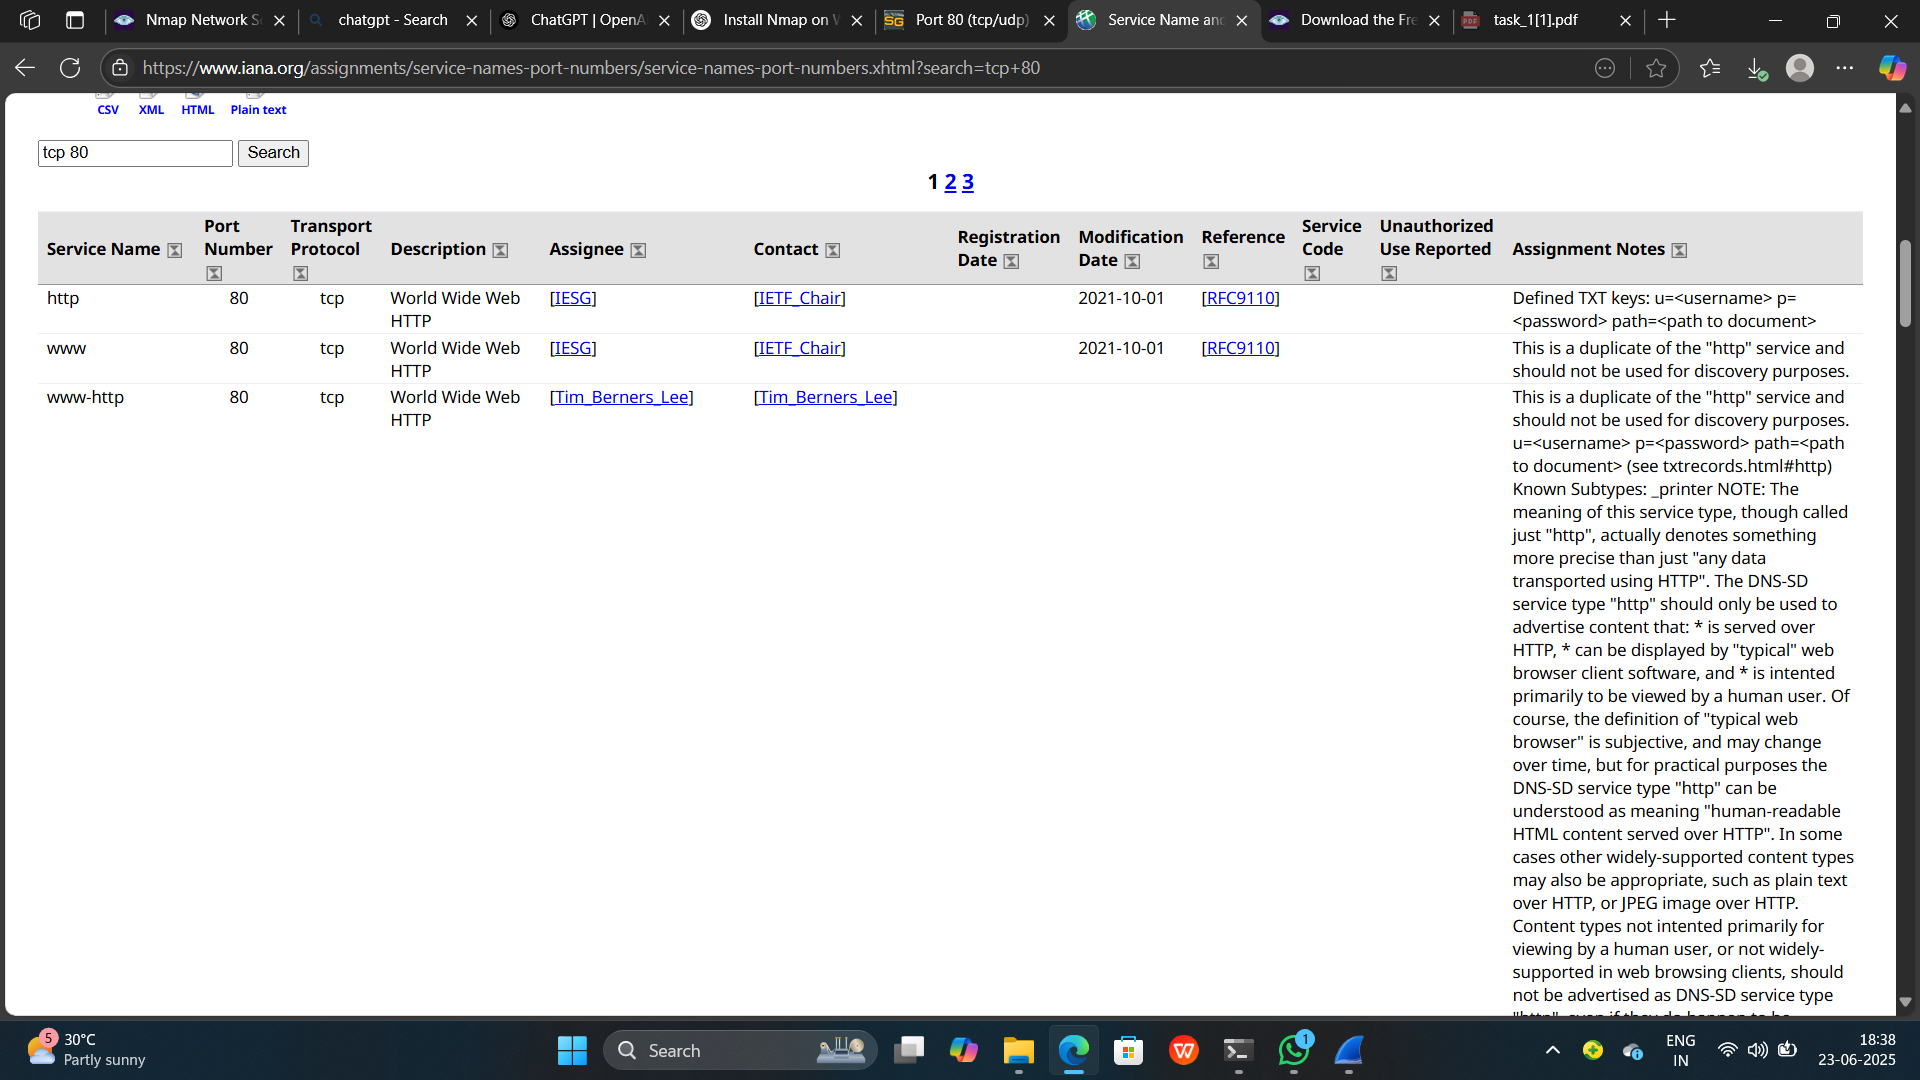 Nmap Network Sc
chatgpt - Search
ChatGPT | OpenAI
Install Nmap on W
SG
Port 80 (tcp/udp)
Service Name and
Download the Fre
PDF
task_1[1].pdf
https://www.iana.org/assignments/service-names-port-numbers/service-names-port-numbers.xhtml?search=tcp+80
CSV XML HTML Plain text
tcp 80 Search
1 2 3
Service Name
Port Number
Transport Protocol
Description
Assignee
Contact
Registration Date
Modification Date
Reference
Service Code
Unauthorized Use Reported
Assignment Notes
http 80 tcp World Wide Web [IESG] [IETF_Chair] 2021-10-01 [RFC9110] Defined TXT keys: u=<username> p=
HTTP <password> path=<path to document>
www 80 tcp World Wide Web [IESG] [IETF_Chair] 2021-10-01 [RFC9110] This is a duplicate of the "http" service and
HTTP should not be used for discovery purposes.
www-http 80 tcp World Wide Web [Tim_Berners_Lee] [Tim_Berners_Lee] This is a duplicate of the "http" service and
HTTP should not be used for discovery purposes.
u=<username> p=<password> path=<path
to document> (see txtrecords.html#http)
Known Subtypes: _printer NOTE: The
meaning of this service type, though called
just "http", actually denotes something
more precise than just "any data
transported using HTTP". The DNS-SD
service type "http" should only be used to
advertise content that: * is served over
HTTP, * can be displayed by "typical" web
browser client software, and * is intented
primarily to be viewed by a human user. Of
course, the definition of "typical web
browser" is subjective, and may change
over time, but for practical purposes the
DNS-SD service type "http" can be
understood as meaning "human-readable
HTML content served over HTTP". In some
cases other widely-supported content types
may also be appropriate, such as plain text
over HTTP, or JPEG image over HTTP.
Content types not intented primarily for
viewing by a human user, or not widely-
supported in web browsing clients, should
not be advertised as DNS-SD service type
"http", even if they do happen to be
5
30°C
Partly sunny
Search
W
1
ENG
IN
18:38
23-06-2025